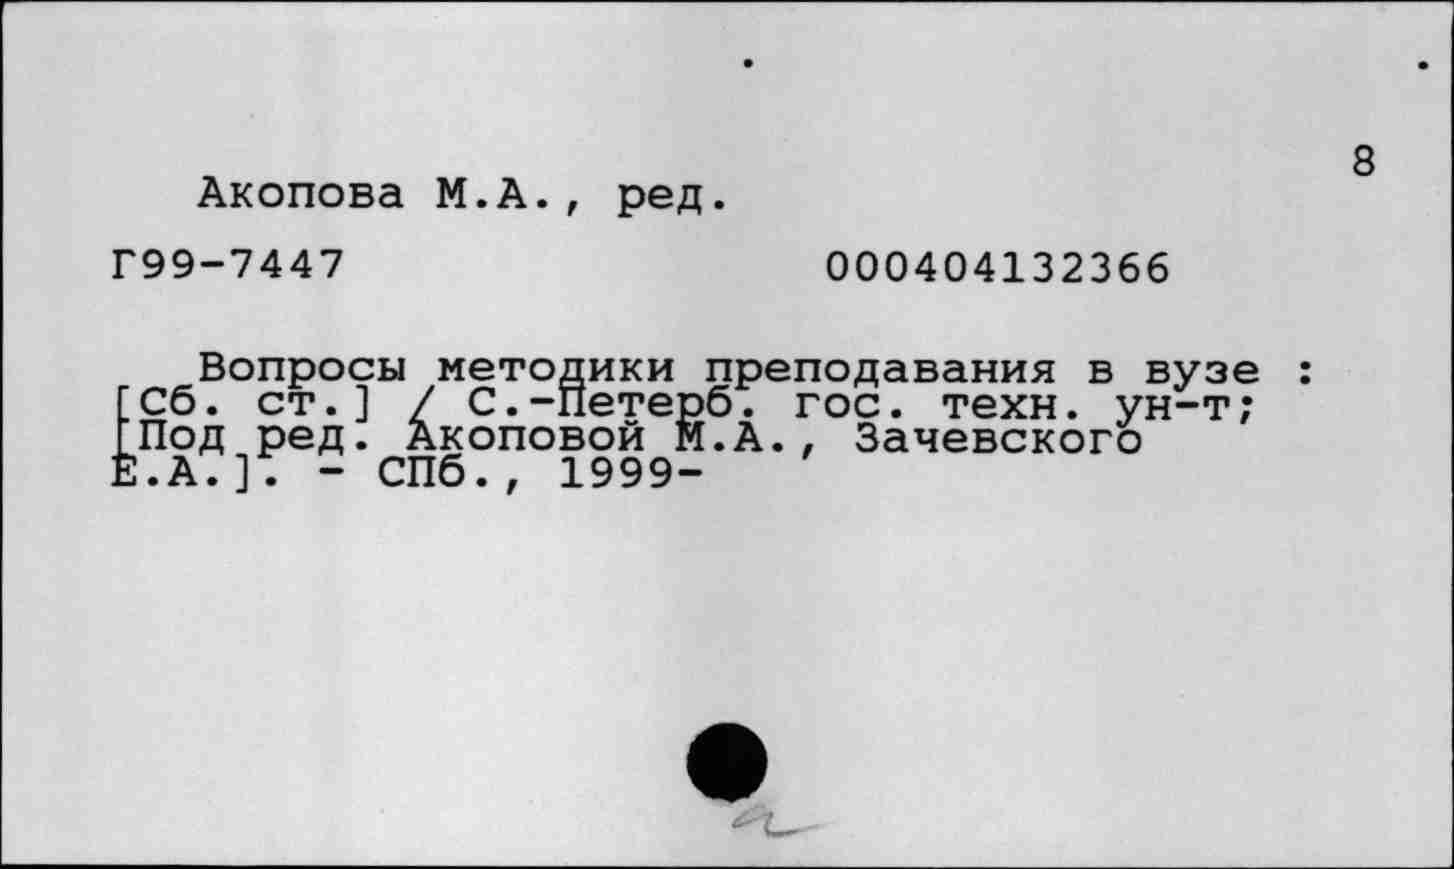 8
Акопова М.А., ред.
Г99-7447 000404132366
Вопросы методики преподавания в вузе :
[Сб. ст.] / С.-Петерб. гос. техн. ун-т;
[Под ред. Акоповой М.А., Зачевского
Е.А.]. - СПб., 1999-